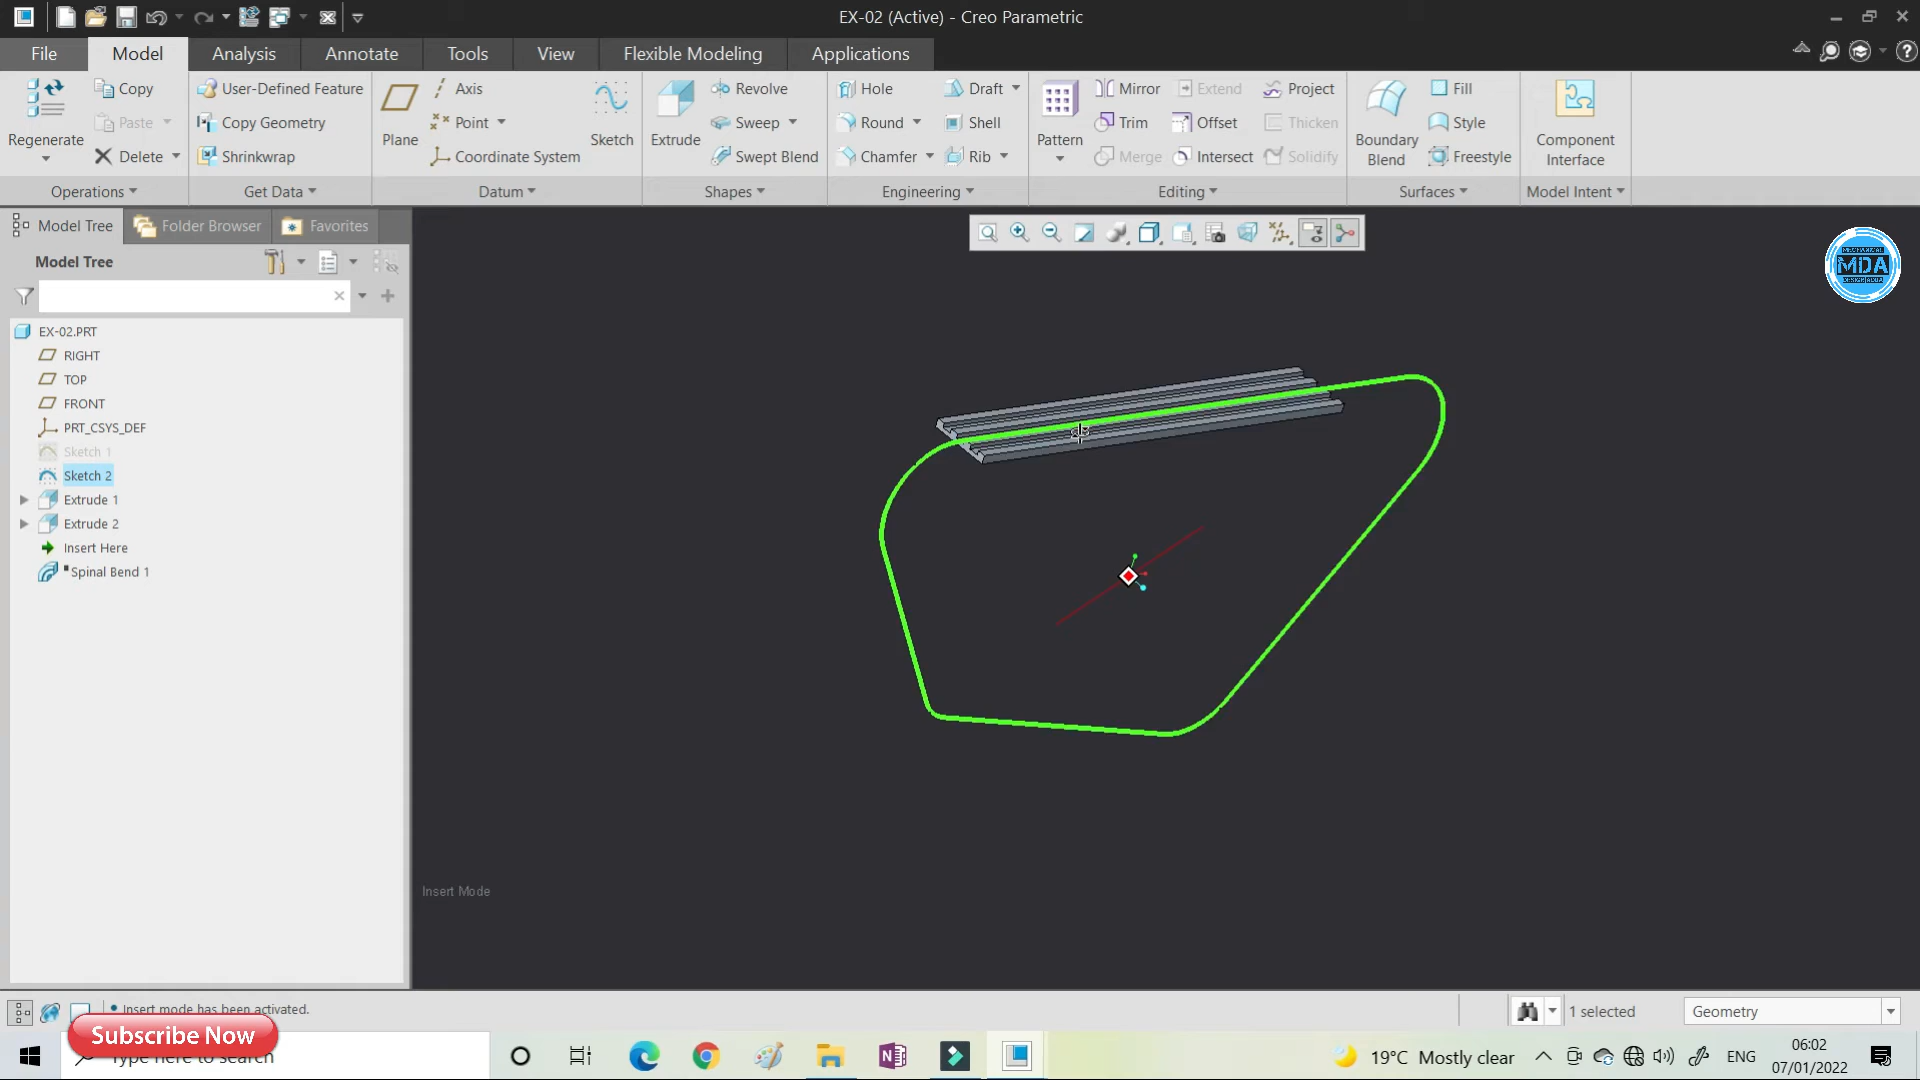 EX-02 (Active) - Creo Parametric
File Model Analysis Annotate Tools View Flexible Modeling Applications
Regenerate
Copy
Paste
Delete
Operations
User-Defined Feature
Copy Geometry
Shrinkwrap
Get Data
Plane
Axis
Point
Coordinate System
Sketch
Datum
Extrude
Revolve
Sweep
Swept Blend
Shapes
Hole
Round
Chamfer
Draft
Shell
Rib
Engineering
Pattern
Mirror
Trim
Merge
Extend
Offset
Intersect
Project
Thicken
Solidify
Editing
Boundary
Blend
Fill
Style
Freestyle
Surfaces
Component
Interface
Model Intent
Model Tree Folder Browser Favorites
Model Tree
EX-02.PRT
RIGHT
TOP
FRONT
PRT_CSYS_DEF
Sketch 1
Sketch 2
Extrude 1
Extrude 2
Insert Here
Spinal Bend 1
MECHANICAL
MDA
Insert Mode
Insert mode has been activated.
1 selected
Geometry
Subscribe Now
Type here to search
19°C Mostly clear
ENG
06:02
07/01/2022